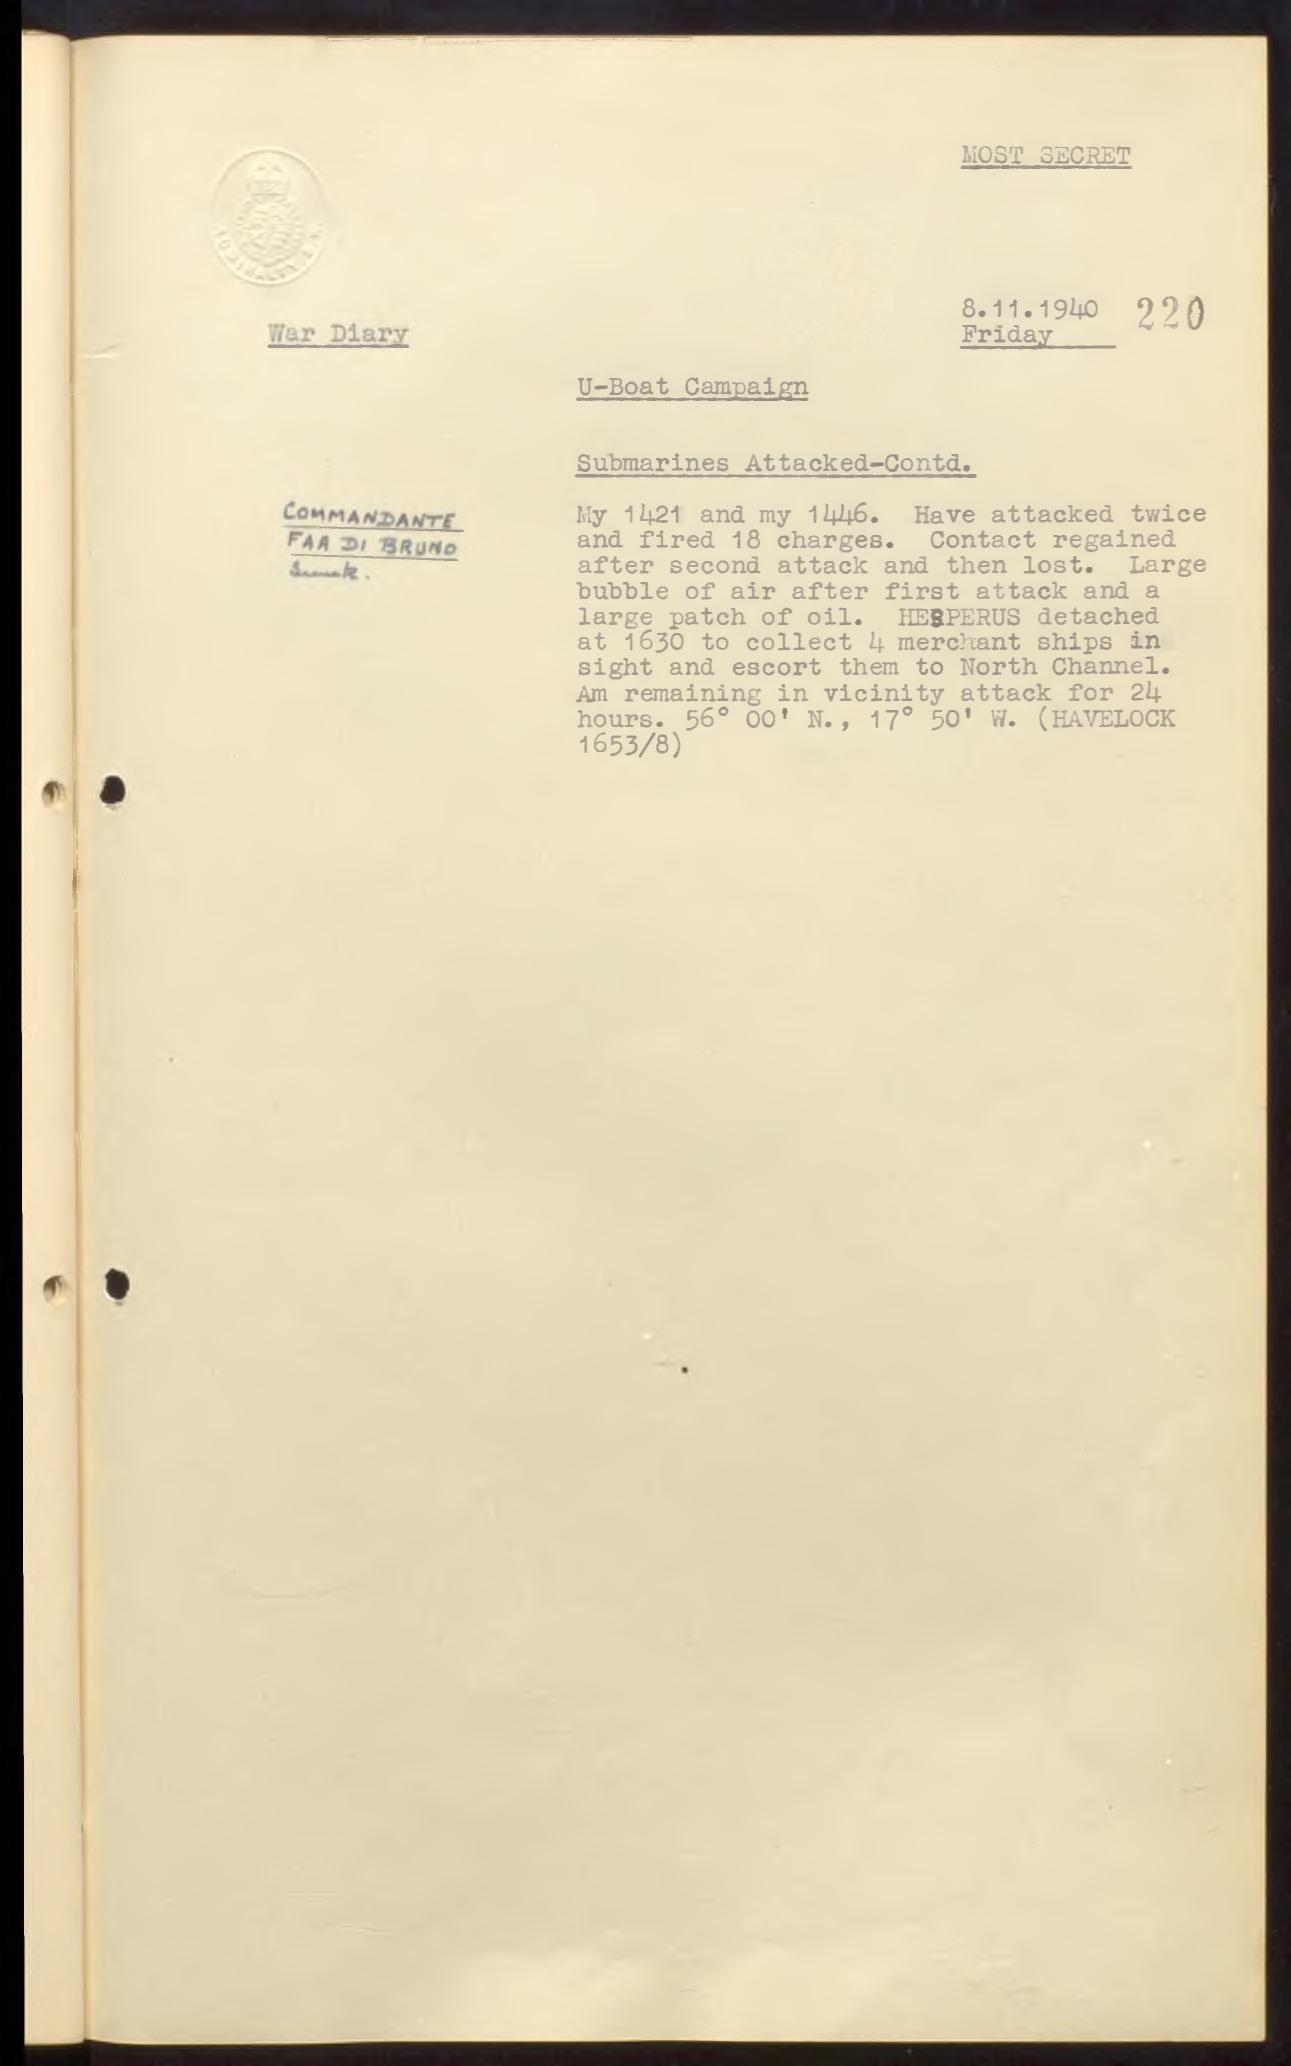 MOST SECRET
8.11.1940 220
Friday
War Diary
U-Boat Campaign
Submarines Attacked-Contd.
COMMANDANTE
FAA DI BRUNO
Sunk.
My 1421 and my 1446. Have attacked twice
and fired 18 charges. Contact regained
after second attack and then lost. Large
bubble of air after first attack and a
large patch of oil. HESPERUS detached
at 1630 to collect 4 merchant ships in
sight and escort them to North Channel.
Am remaining in vicinity attack for 24
hours. 56° 00' N., 17° 50' W. (HAVELOCK
1653/8)